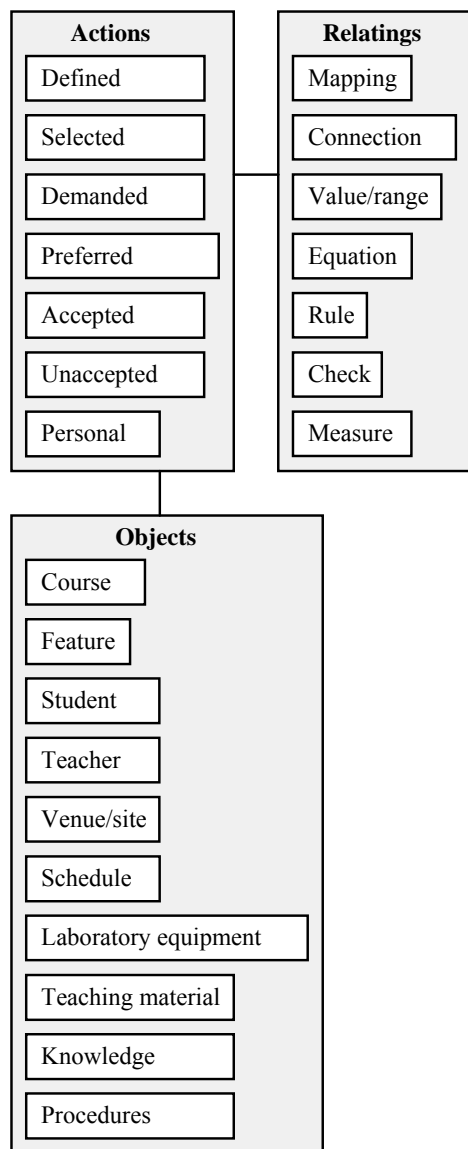 Actions
Defined
Selected
Demanded
Preferred
Accepted
Unaccepted
Personal
Relatings
Mapping
Connection
Value/range
Equation
Rule
Check
Measure
Objects
Course
Feature
Student
Teacher
Venue/site
Schedule
Laboratory equipment
Teaching material
Knowledge
Procedures